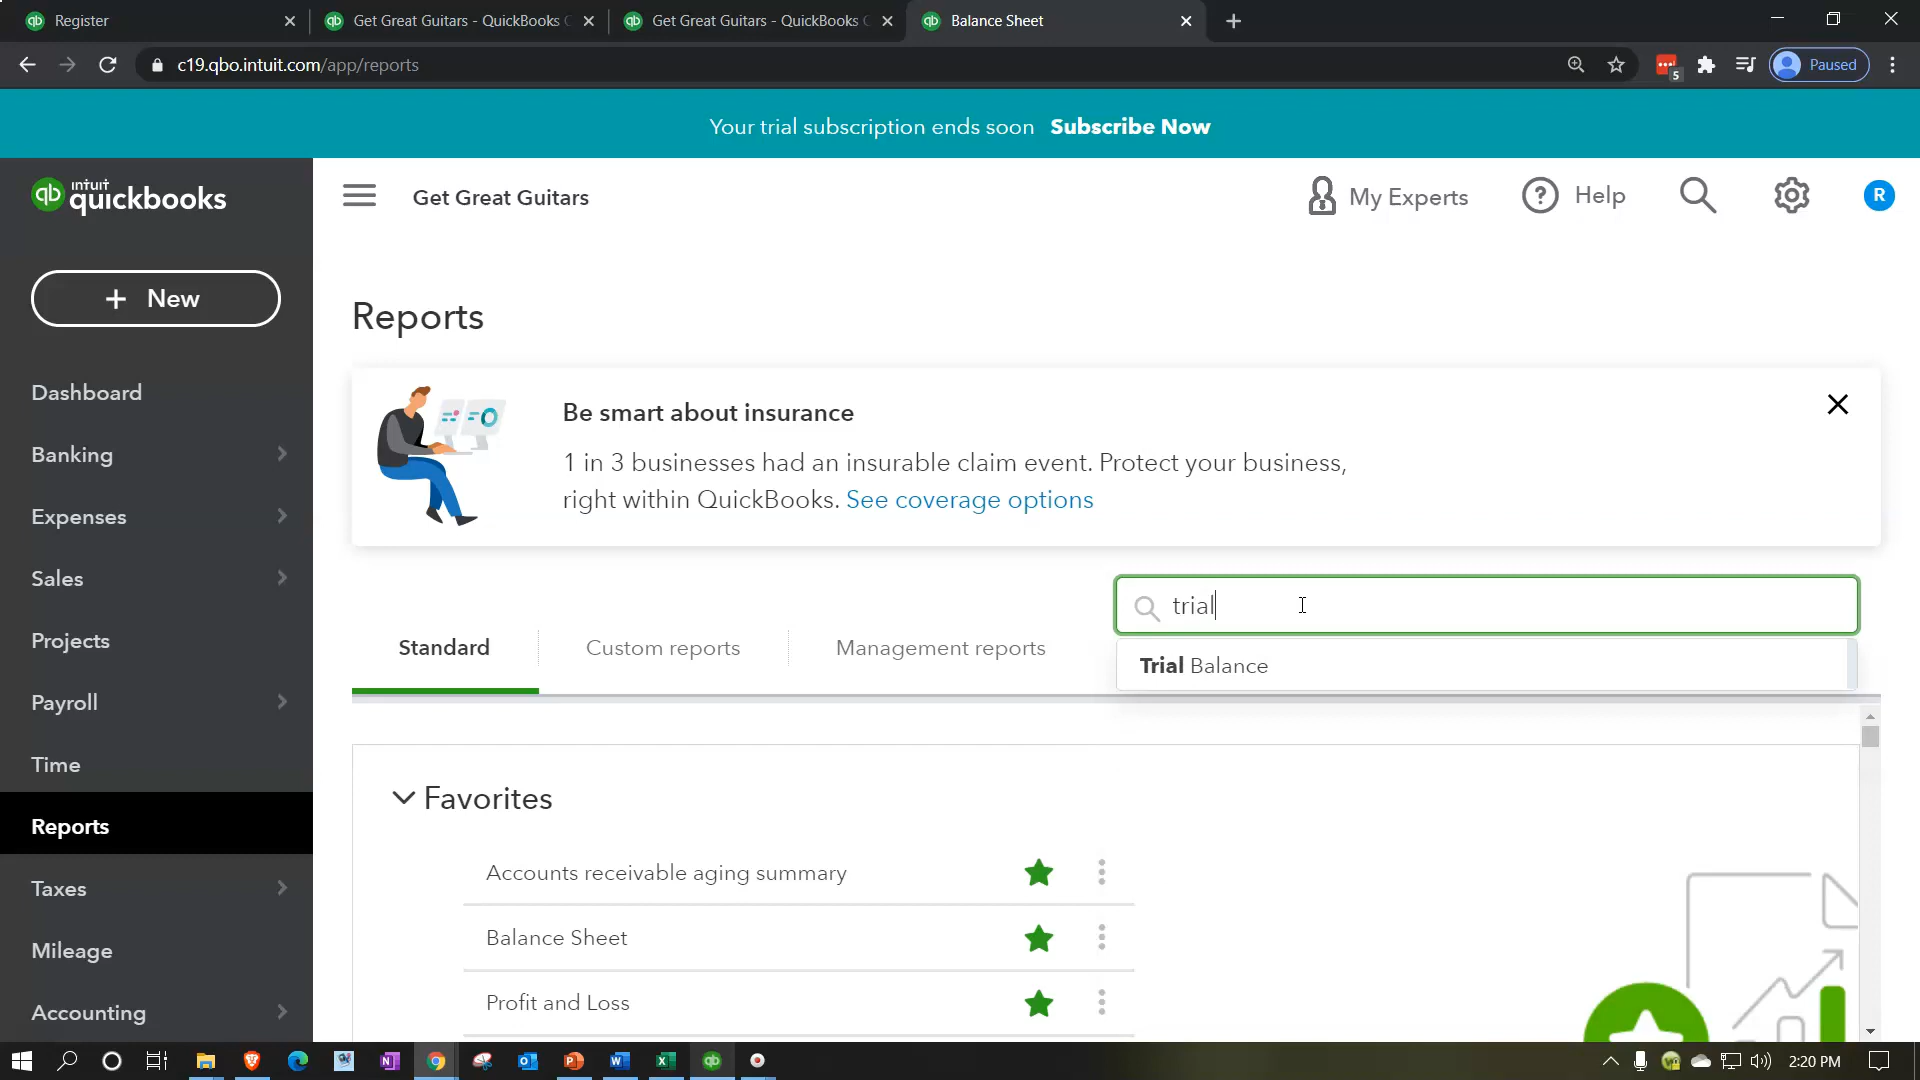 Register
Get Great Guitars - QuickBooks C
Get Great Guitars - QuickBooks C
Balance Sheet
c19.qbo.intuit.com/app/reports
5
Paused
Your trial subscription ends soon Subscribe Now
qb intuit quickbooks
Get Great Guitars
My Experts
? Help
R
+ New
Reports
Be smart about insurance
1 in 3 businesses had an insurable claim event. Protect your business,
right within QuickBooks. See coverage options
Dashboard
Banking
Expenses
Sales
Projects
Payroll
Time
Reports
Taxes
Mileage
Accounting
trial
Trial Balance
Standard
Custom reports
Management reports
Favorites
Accounts receivable aging summary
Balance Sheet
Profit and Loss
2:20 PM